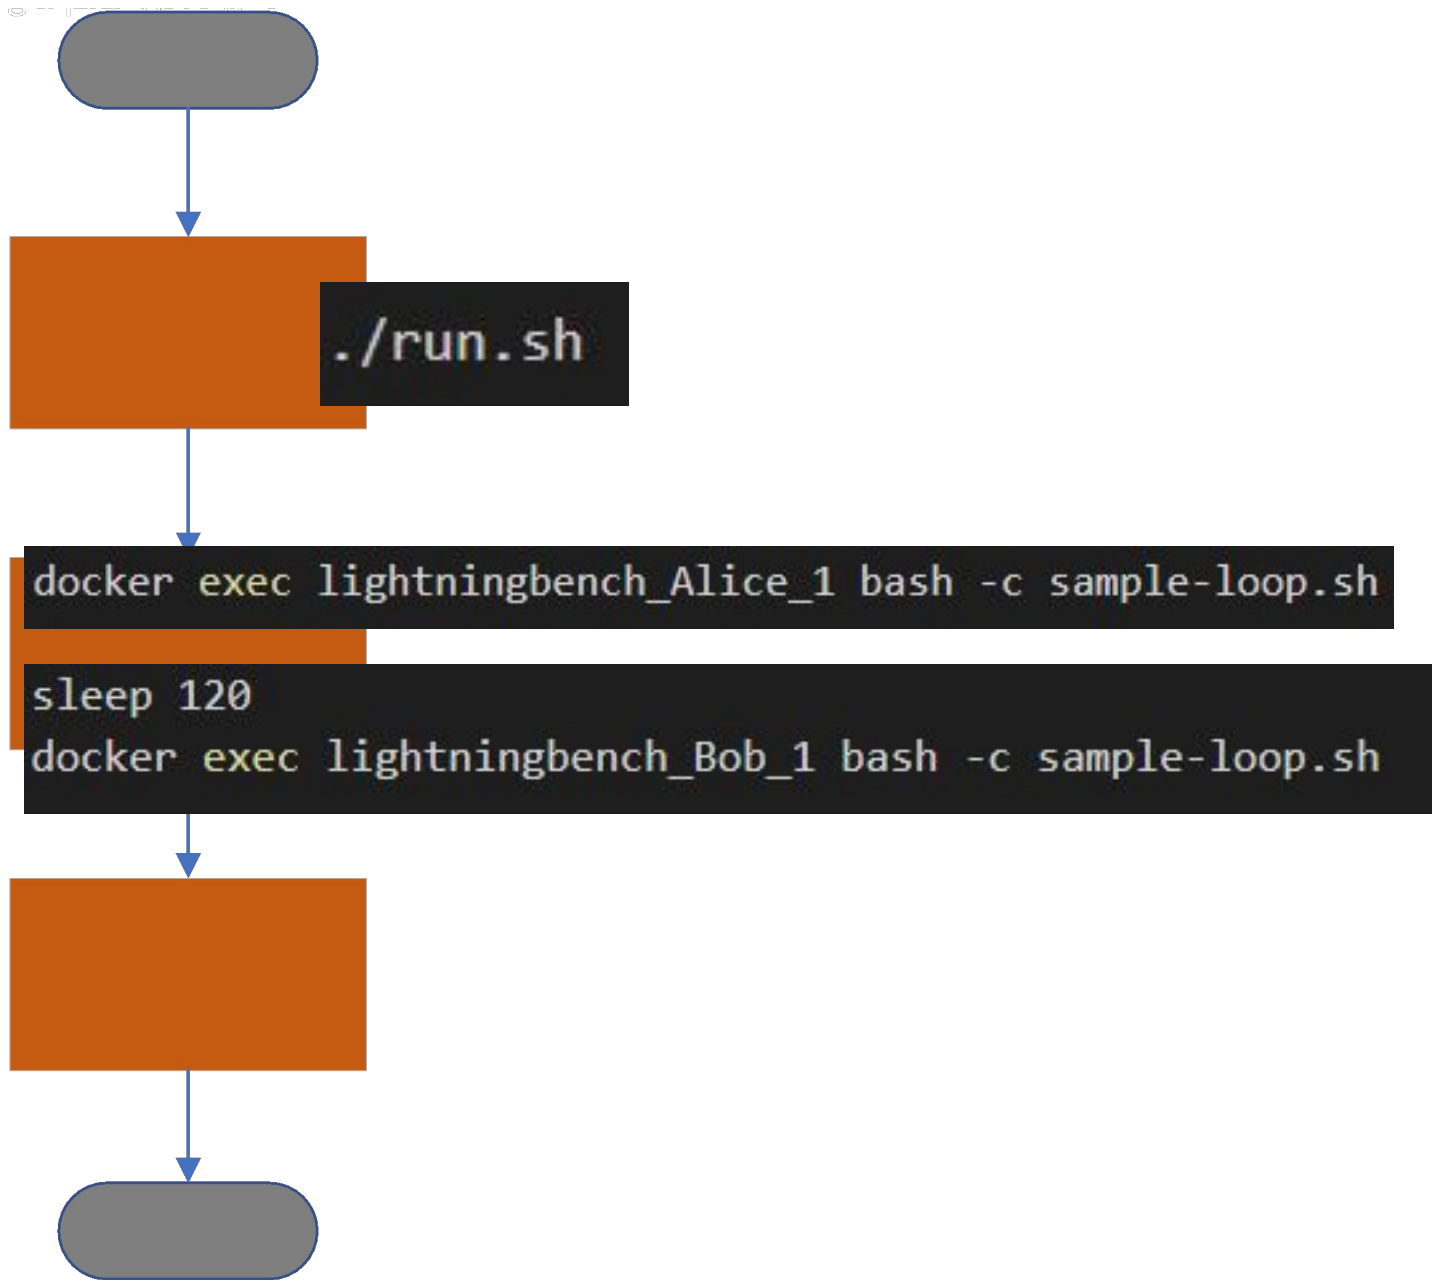 ./run.sh
docker exec lightningbench_Alice_1 bash -c sample-loop.sh
sleep 120
docker exec lightningbench_Bob_1 bash -c sample-loop.sh